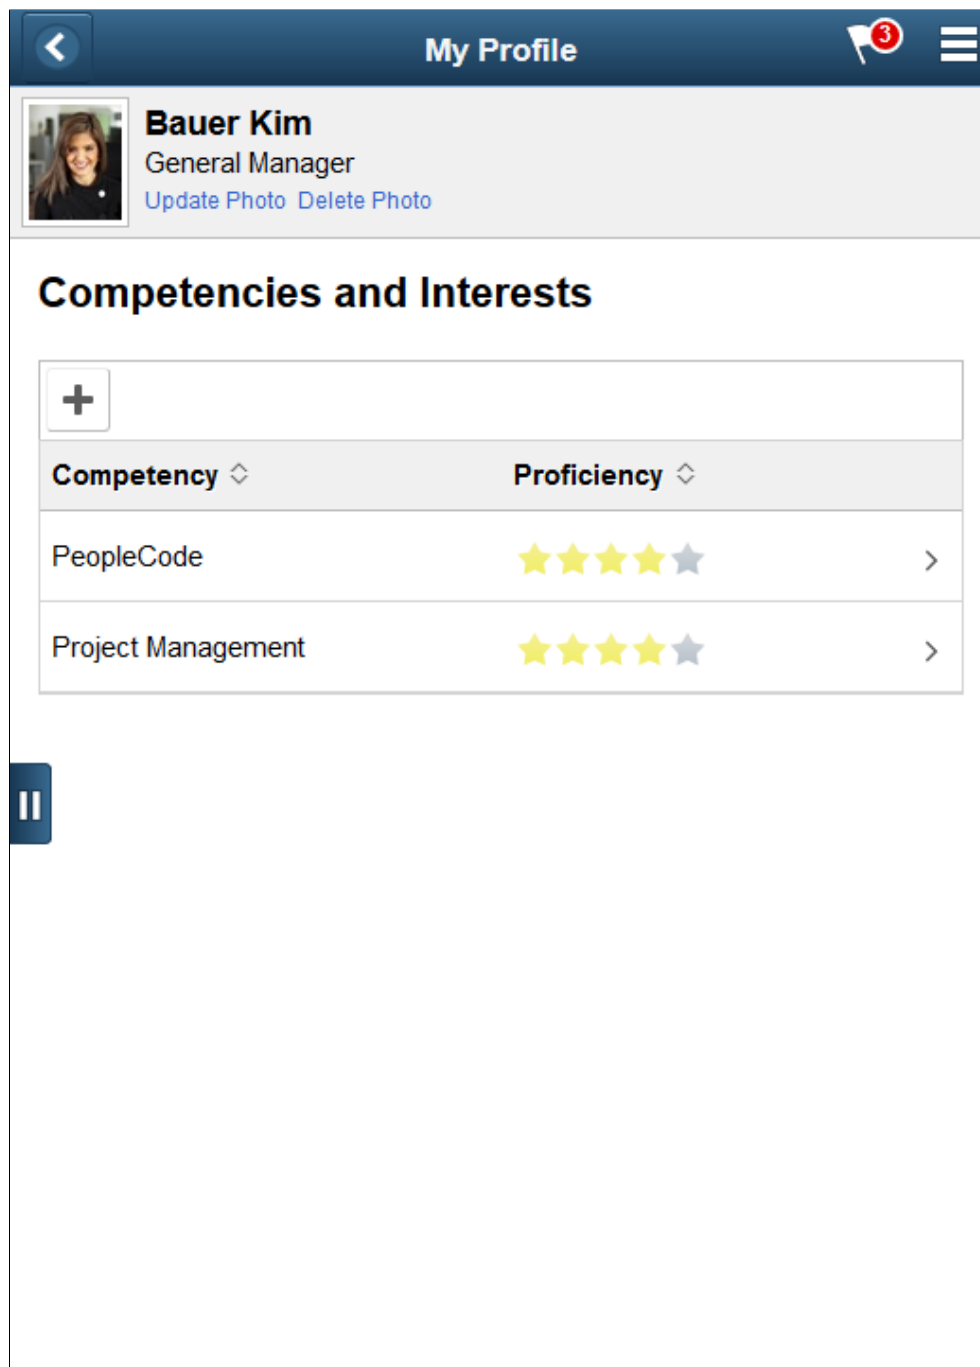 My Profile
3
Bauer Kim
General Manager
Update Photo Delete Photo
Competencies and Interests
Competency Proficiency
PeopleCode
Project Management